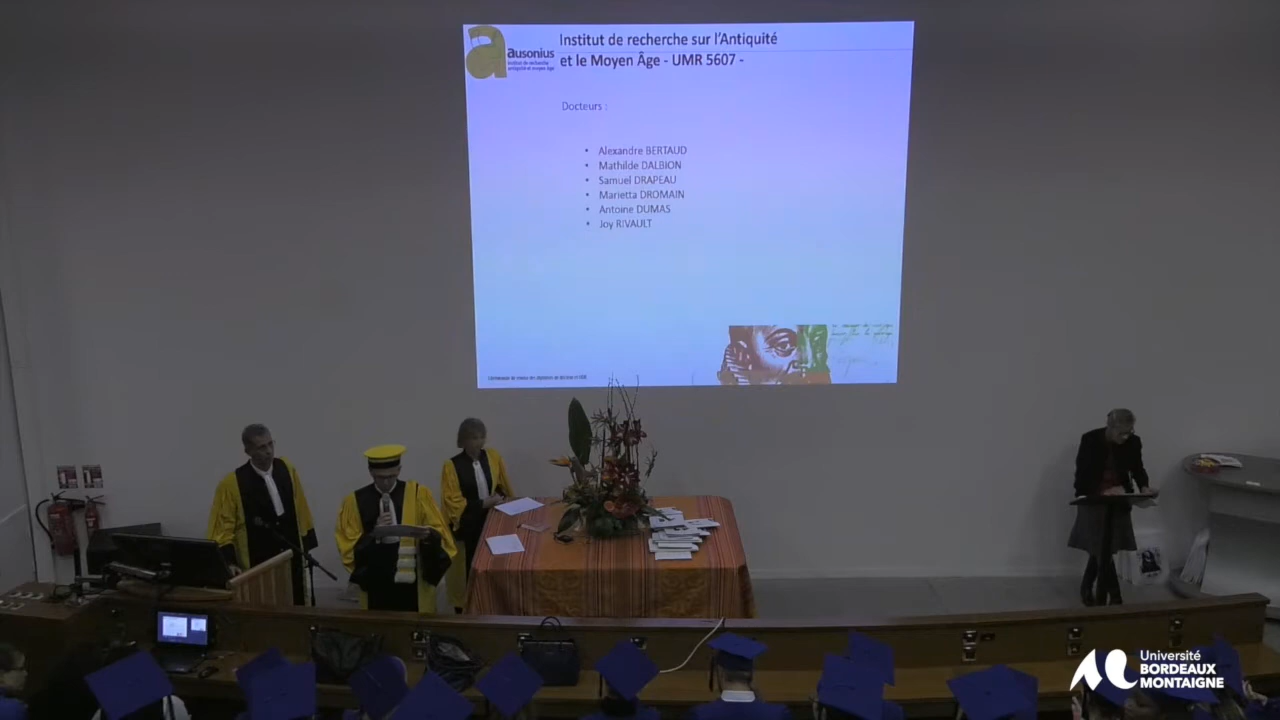 ausonius
Institut de recherche sur l'Antiquité
et le Moyen Âge - UMR 5607 -
Docteurs :
• Alexandre BERTAUD
• Mathilde DALBION
• Samuel DRAPEAU
• Marietta DROMAIN
• Antoine DUMAS
• Joy RIVAULT
Université
BORDEAUX
MONTAIGNE